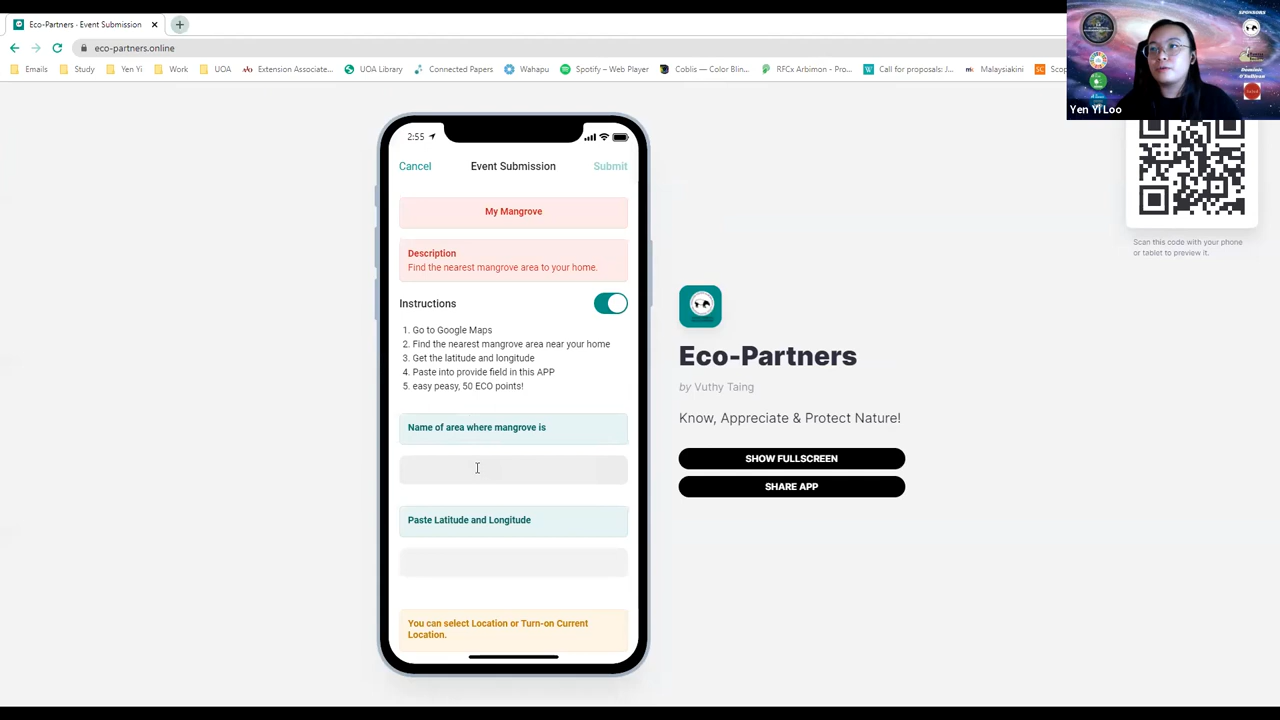 Eco-Partners - Event Submission
eco-partners.online
Emails
Study
Yen Yi
Work
UOA
Extension Associate...
UOA Library
Connected Papers
Wahapu
Spotify – Web Player
Coblis — Color Blin...
RFCx Arbimon - Pro...
Call for proposals: J...
Malaysiakini
Scop
SPONSORS
Yen Yi Loo
2:55
Cancel
Event Submission
Submit
My Mangrove
Description
Find the nearest mangrove area to your home.
Instructions
1. Go to Google Maps
2. Find the nearest mangrove area near your home
3. Get the latitude and longitude
4. Paste into provide field in this APP
5. easy peasy, 50 ECO points!
Name of area where mangrove is
Paste Latitude and Longitude
You can select Location or Turn-on Current
Location.
Scan this code with your phone
or tablet to preview it.
Eco-Partners
by Vuthy Taing
Know, Appreciate & Protect Nature!
SHOW FULLSCREEN
SHARE APP